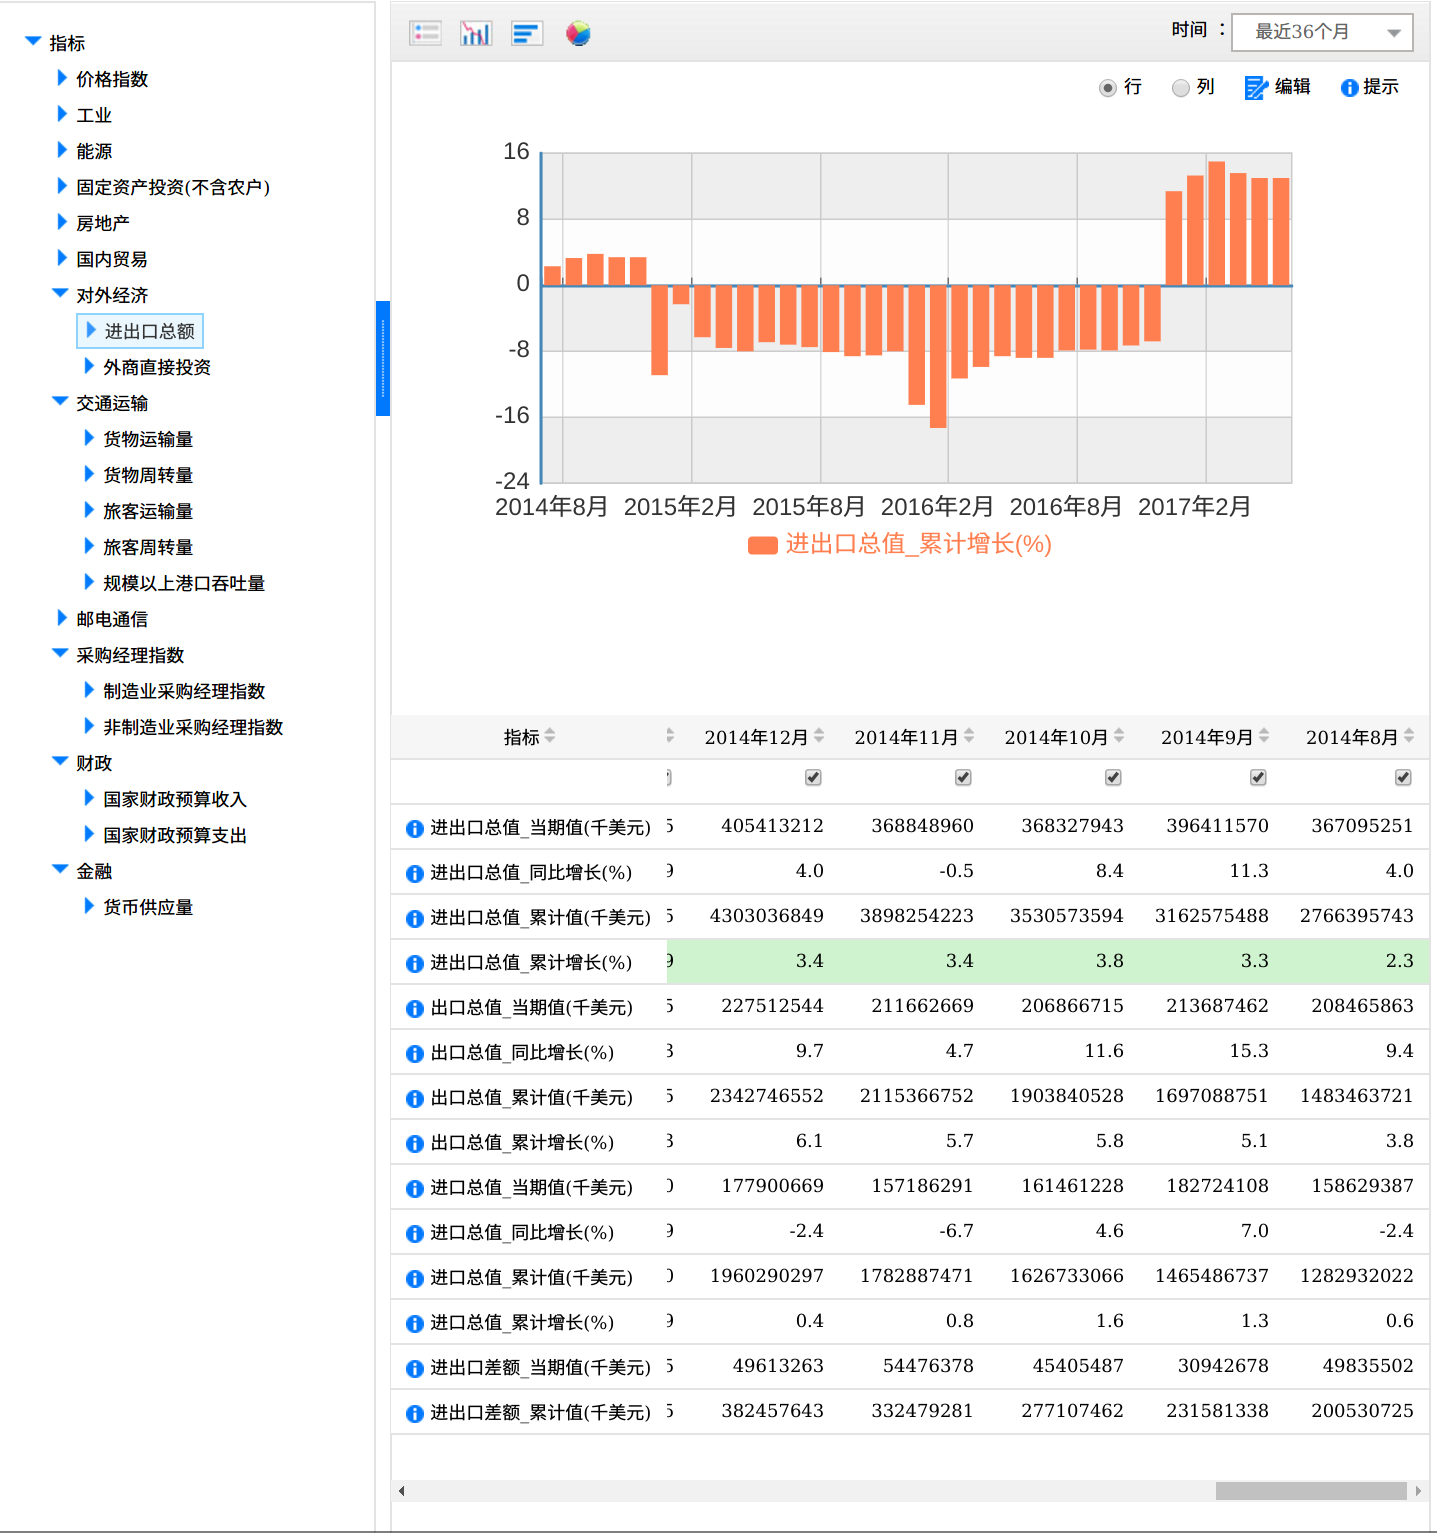 指标
价格指数
工业
能源
固定资产投资(不含农户)
房地产
国内贸易
对外经济
进出口总额
外商直接投资
交通运输
货物运输量
货物周转量
旅客运输量
旅客周转量
规模以上港口吞吐量
邮电通信
采购经理指数
制造业采购经理指数
非制造业采购经理指数
财政
国家财政预算收入
国家财政预算支出
金融
货币供应量
时间 : 最近36个月
行 列 编辑 提示
16
8
0
-8
-16
-24
2014年8月 2015年2月 2015年8月 2016年2月 2016年8月 2017年2月
进出口总值_累计增长(%)
指标 2014年12月 2014年11月 2014年10月 2014年9月 2014年8月
进出口总值_当期值(千美元) 5 405413212 368848960 368327943 396411570 367095251
进出口总值_同比增长(%) 9 4.0 -0.5 8.4 11.3 4.0
进出口总值_累计值(千美元) 5 4303036849 3898254223 3530573594 3162575488 2766395743
进出口总值_累计增长(%) 9 3.4 3.4 3.8 3.3 2.3
出口总值_当期值(千美元) 5 227512544 211662669 206866715 213687462 208465863
出口总值_同比增长(%) 3 9.7 4.7 11.6 15.3 9.4
出口总值_累计值(千美元) 5 2342746552 2115366752 1903840528 1697088751 1483463721
出口总值_累计增长(%) 3 6.1 5.7 5.8 5.1 3.8
进口总值_当期值(千美元) 0 177900669 157186291 161461228 182724108 158629387
进口总值_同比增长(%) 9 -2.4 -6.7 4.6 7.0 -2.4
进口总值_累计值(千美元) 0 1960290297 1782887471 1626733066 1465486737 1282932022
进口总值_累计增长(%) 9 0.4 0.8 1.6 1.3 0.6
进出口差额_当期值(千美元) 5 49613263 54476378 45405487 30942678 49835502
进出口差额_累计值(千美元) 5 382457643 332479281 277107462 231581338 200530725